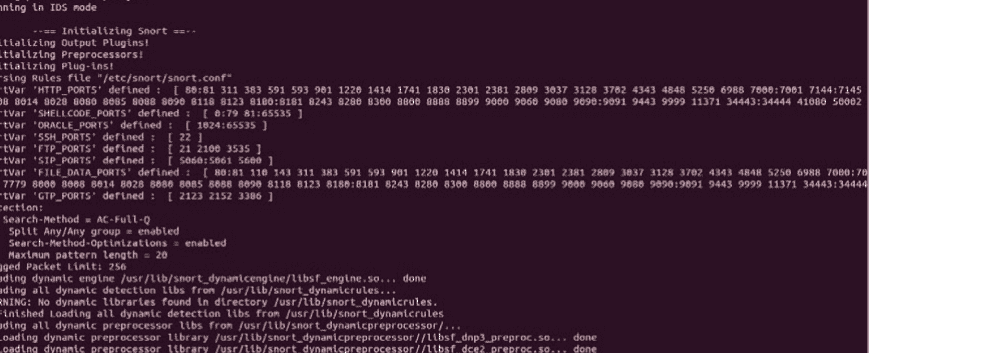 nning in IDS mode
--== Initializing Snort ==--
itializing Output Plugins!
itializing Preprocessors!
itializing Plug-ins!
rsing Rules file "/etc/snort/snort.conf"
rtVar 'HTTP_PORTS' defined :  [ 80:81 311 383 591 593 901 1220 1414 1741 1830 2301 2381 2809 3037 3128 3702 4343 4848 5250 6988 7000:7001 7144:7145
08 8014 8028 8080 8085 8088 8090 8118 8123 8180:8181 8243 8280 8300 8800 8888 8899 9000 9060 9080 9090:9091 9443 9999 11371 34443:34444 41080 50002
rtVar 'SHELLCODE_PORTS' defined :  [ 0:79 81:65535 ]
rtVar 'ORACLE_PORTS' defined :  [ 1024:65535 ]
rtVar 'SSH_PORTS' defined :  [ 22 ]
rtVar 'FTP_PORTS' defined :  [ 21 2100 3535 ]
rtVar 'SIP_PORTS' defined :  [ 5060:5061 5600 ]
rtVar 'FILE_DATA_PORTS' defined :  [ 80:81 110 143 311 383 591 593 901 1220 1414 1741 1830 2301 2381 2809 3037 3128 3702 4343 4848 5250 6988 7000:70
7779 8000 8008 8014 8028 8080 8085 8088 8090 8118 8123 8180:8181 8243 8280 8300 8800 8888 8899 9000 9060 9080 9090:9091 9443 9999 11371 34443:34444
rtVar 'GTP_PORTS' defined :  [ 2123 2152 3386 ]
tection:
Search-Method = AC-Full-Q
Split Any/Any group = enabled
Search-Method-Optimizations = enabled
Maximum pattern length = 20
gged Packet Limit: 256
ading dynamic engine /usr/lib/snort_dynamicengine/libsf_engine.so... done
ading all dynamic detection libs from /usr/lib/snort_dynamicrules...
RNING: No dynamic libraries found in directory /usr/lib/snort_dynamicrules.
Finished Loading all dynamic detection libs from /usr/lib/snort_dynamicrules
ading all dynamic preprocessor libs from /usr/lib/snort_dynamicpreprocessor/...
Loading dynamic preprocessor library /usr/lib/snort_dynamicpreprocessor//libsf_dnp3_preproc.so... done
Loading dynamic preprocessor library /usr/lib/snort_dynamicpreprocessor//libsf_dce2_preproc.so... done